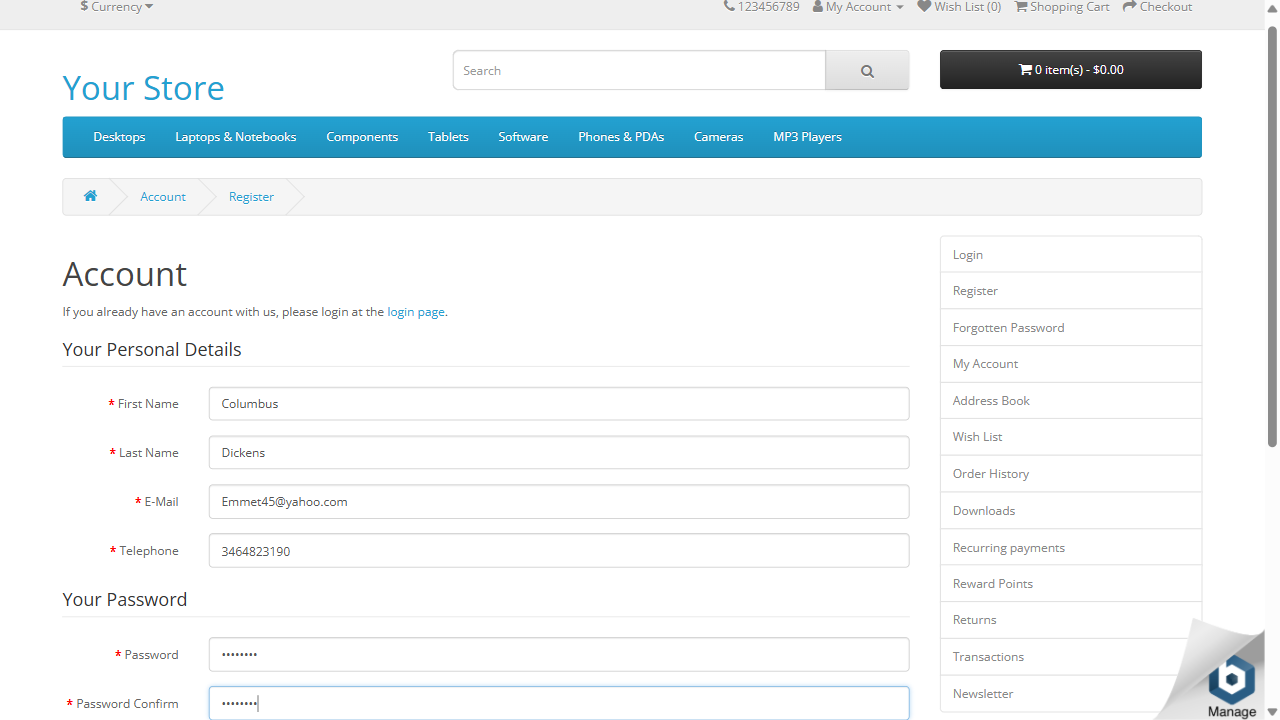 $ Currency
123456789 My Account Wish List (0) Shopping Cart Checkout
Your Store
Search
0 item(s) - $0.00
Desktops Laptops & Notebooks Components Tablets Software Phones & PDAs Cameras MP3 Players
Account Register
Account
If you already have an account with us, please login at the login page.
Your Personal Details
* First Name Columbus
* Last Name Dickens
* E-Mail Emmet45@yahoo.com
* Telephone 3464823190
Your Password
* Password ••••••••
* Password Confirm ••••••••
Login
Register
Forgotten Password
My Account
Address Book
Wish List
Order History
Downloads
Recurring payments
Reward Points
Returns
Transactions
Newsletter
b
Manage